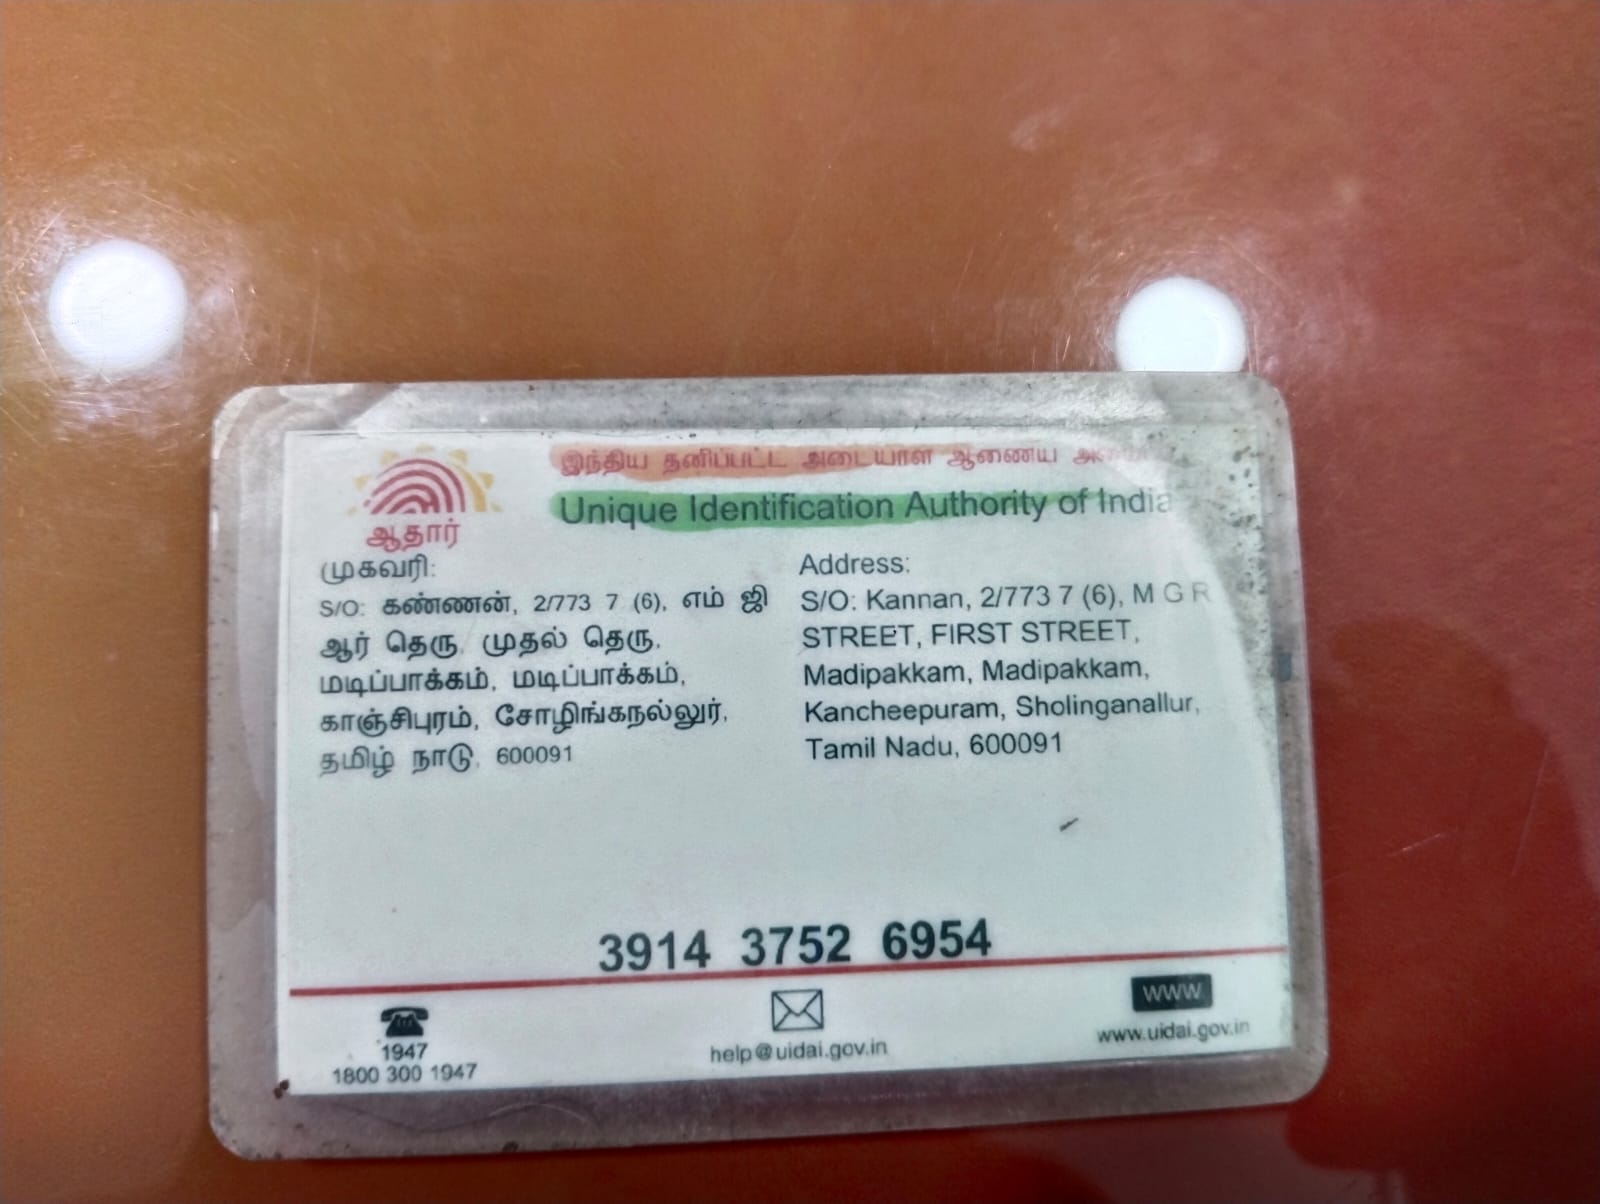 இந்திய தனிப்பட்ட அடையாள ஆணைய
Unique Identification Authority of India
ஆதார்
முகவரி:
S/O: கண்ணன், 2/773 7 (6), எம் ஜி
ஆர் தெரு, முதல் தெரு,
மடிப்பாக்கம், மடிப்பாக்கம்,
காஞ்சிபுரம், சோழிங்கநல்லுர்,
தமிழ் நாடு, 600091
Address:
S/O: Kannan, 2/773 7 (6), M G R
STREET, FIRST STREET,
Madipakkam, Madipakkam,
Kancheepuram, Sholinganallur,
Tamil Nadu, 600091
3914 3752 6954
1947
1800 300 1947
help@uidai.gov.in
WWW
www.uidai.gov.in